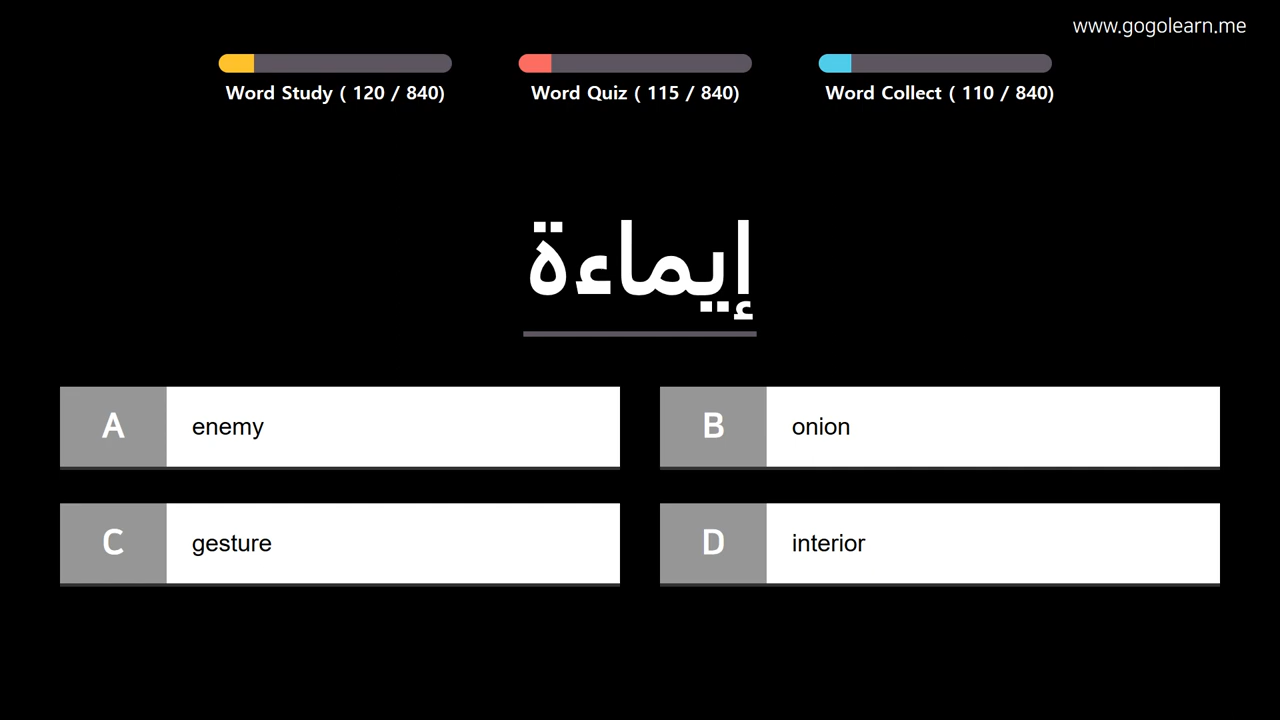 www.gogolearn.me
Word Study ( 120 / 840)
Word Quiz ( 115 / 840)
Word Collect ( 110 / 840)
إيماءة
A enemy
B onion
C gesture
D interior